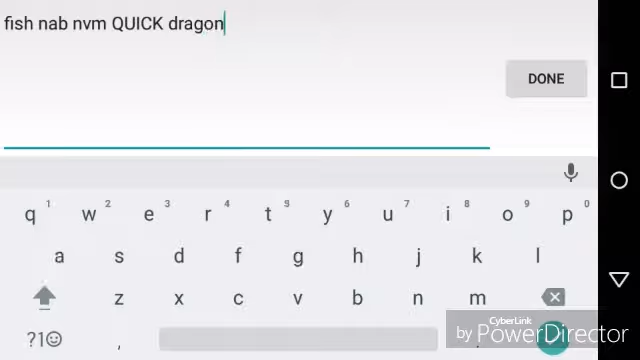 fish nab nvm QUICK dragon
DONE
q 1 w 2 e 3 r 4 t 5 y 6 u 7 i 8 o 9 p 0
a s d f g h j k l
z x c v b n m
?1☺ , .
CyberLink
by PowerDirector